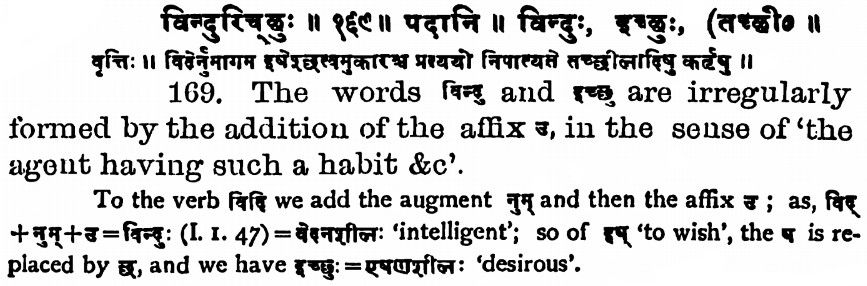 विन्दुरिच्छुः ॥ १६९॥ पदानि ॥ विन्दुः, इच्छुः, (तच्छी० ॥
वृत्तिः ॥ विदेर्नुमागम इषेश्छत्वमुकारश्च प्रत्ययो निपात्यते तच्छीलादिषु कर्तृषु ॥
169. The words विन्दु and इच्छु are irregularly
formed by the addition of the affix उ, in the sense of ‘the
agent having such a habit &c’.
To the verb विदि we add the augment नुम् and then the affix उ ; as, विद्
+नुम्+उ=विन्दुः (I. 1. 47)=वेदनशीलः ‘intelligent’; so of इष् ‘to wish’, the ष is re-
placed by छ्, and we have इच्छुः=एषणशीलः ‘desirous’.